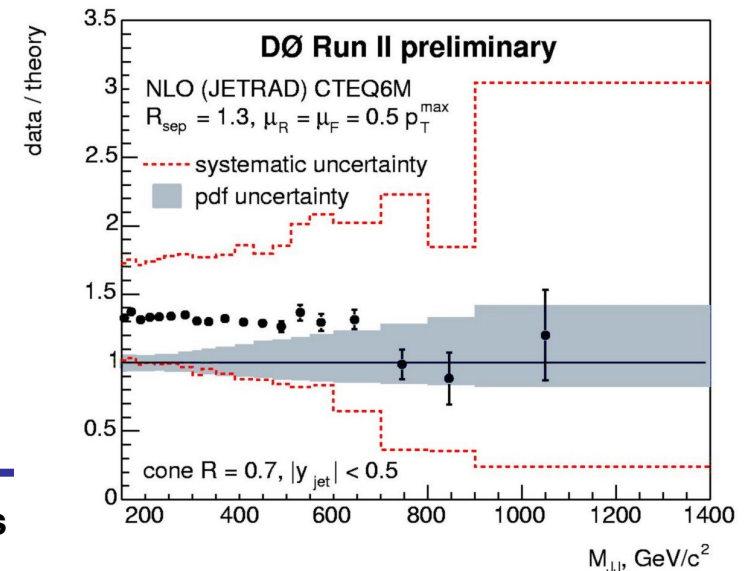 data / theory
3.5
3
2.5
2
1.5
1
0.5
0
DØ Run II preliminary
NLO (JETRAD) CTEQ6M
R_sep = 1.3, μ_R = μ_F = 0.5 p_T^max
systematic uncertainty
pdf uncertainty
cone R = 0.7, |y_jet| < 0.5
200 400 600 800 1000 1200 1400
M_JJ, GeV/c²
s